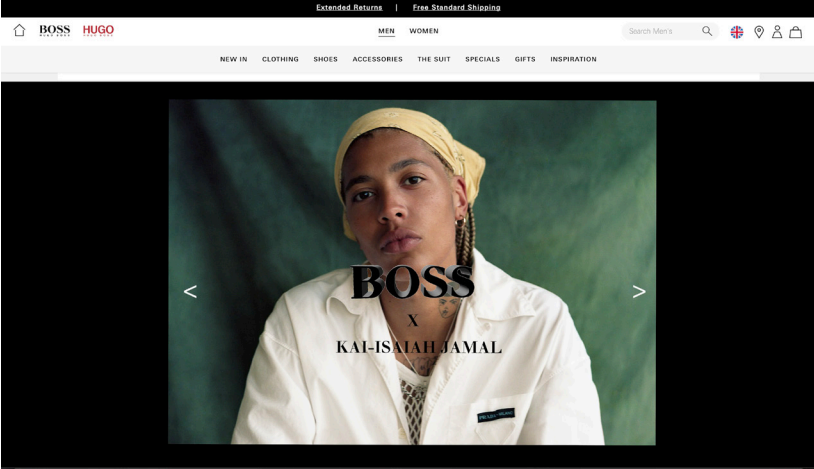 Extended Returns | Free Standard Shipping
BOSS HUGO
MEN WOMEN
Search Men's
NEW IN CLOTHING SHOES ACCESSORIES THE SUIT SPECIALS GIFTS INSPIRATION
< >
BOSS
X
KAI-ISAIAH JAMAL